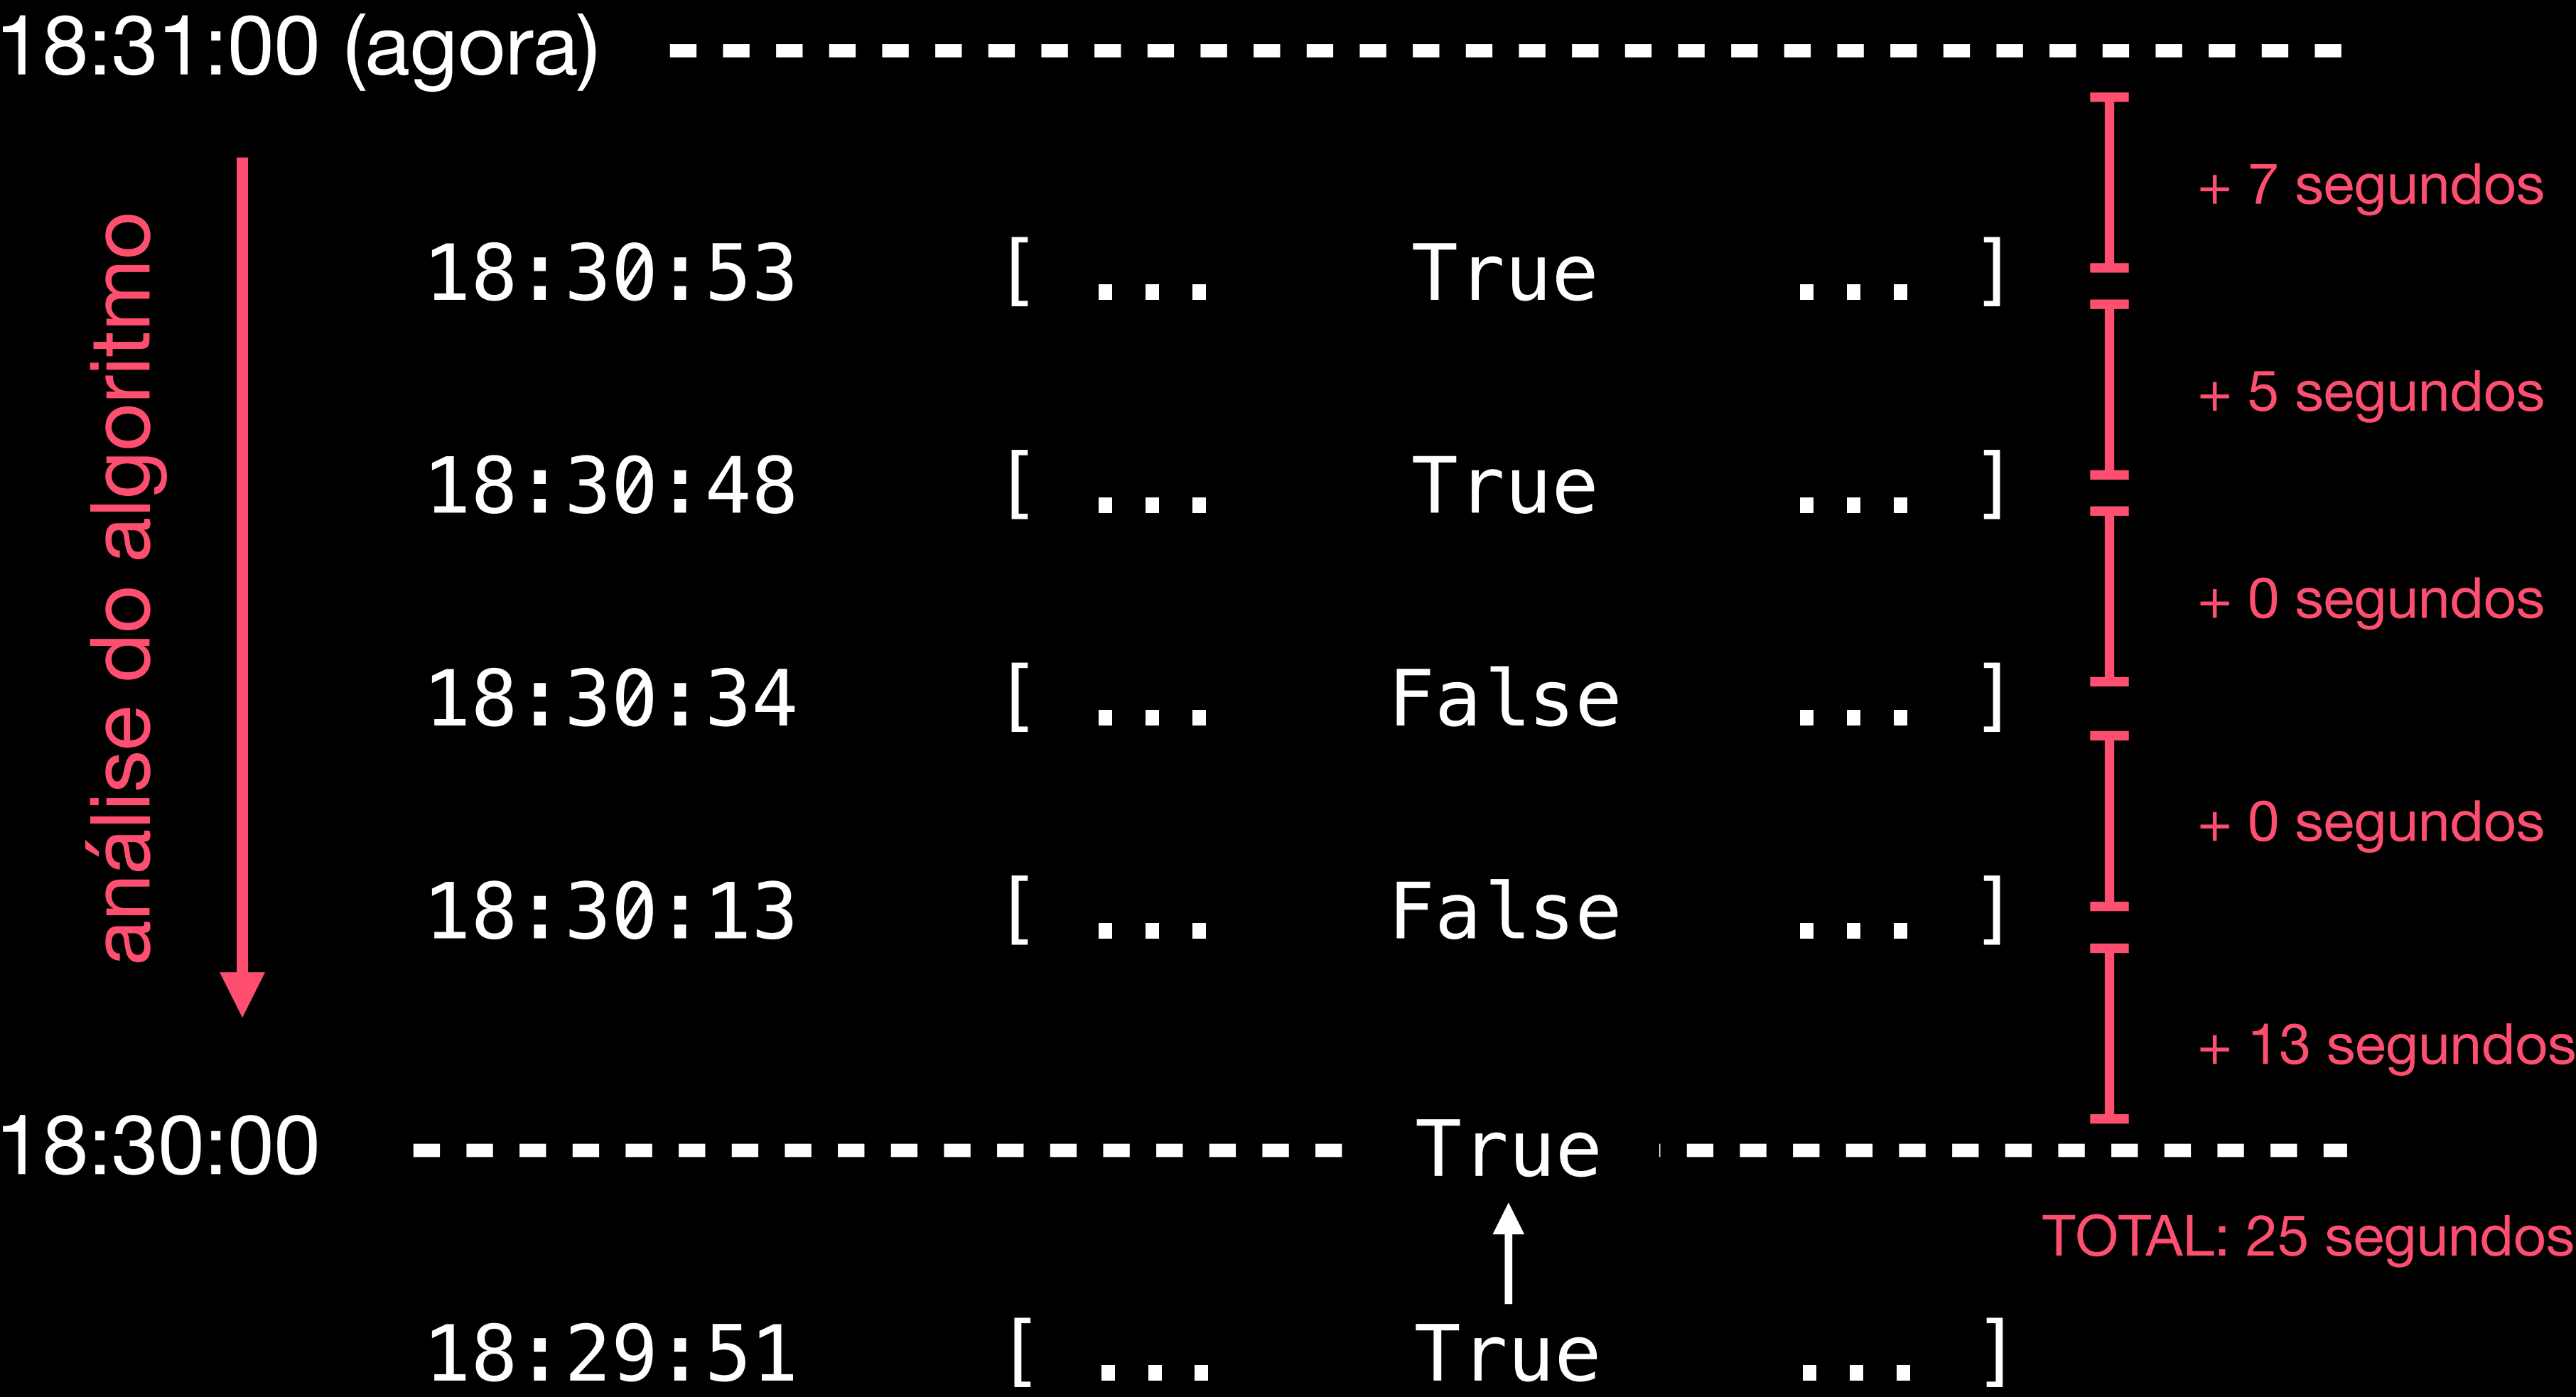 18:31:00 (agora)
+ 7 segundos
18:30:53 [ ... True ... ]
+ 5 segundos
18:30:48 [ ... True ... ]
+ 0 segundos
18:30:34 [ ... False ... ]
+ 0 segundos
18:30:13 [ ... False ... ]
+ 13 segundos
análise do algoritmo
18:30:00 True
TOTAL: 25 segundos
18:29:51 [ ... True ... ]